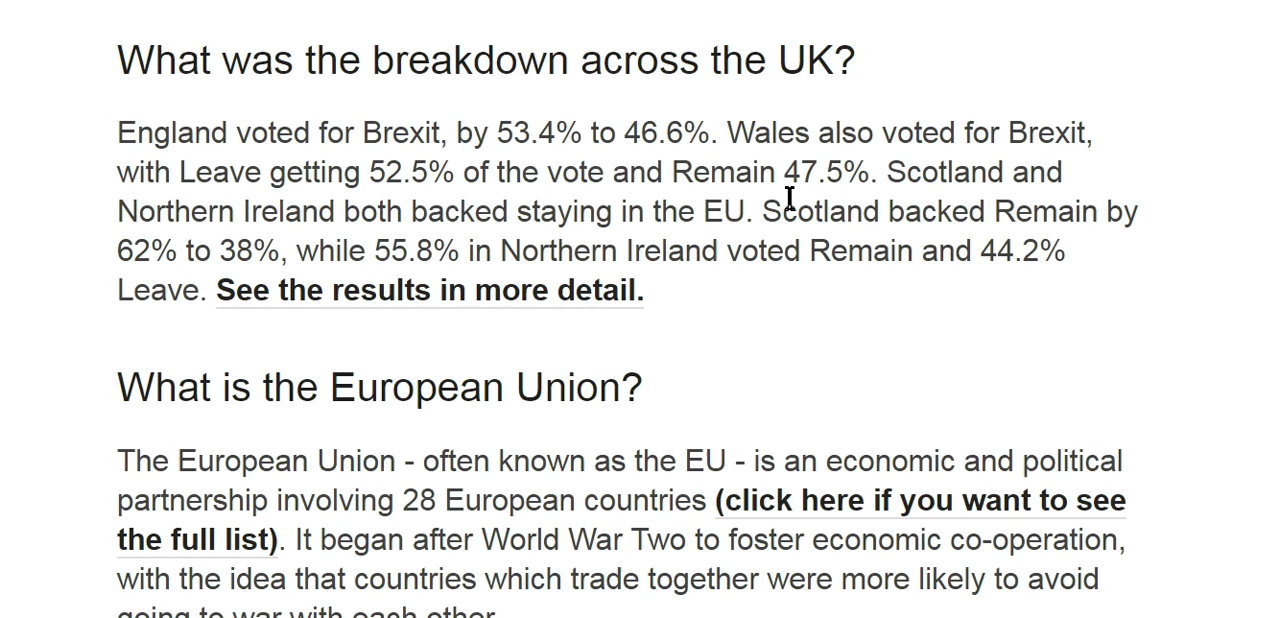 What was the breakdown across the UK?
England voted for Brexit, by 53.4% to 46.6%. Wales also voted for Brexit,
with Leave getting 52.5% of the vote and Remain 47.5%. Scotland and
Northern Ireland both backed staying in the EU. Scotland backed Remain by
62% to 38%, while 55.8% in Northern Ireland voted Remain and 44.2%
Leave. See the results in more detail.
What is the European Union?
The European Union - often known as the EU - is an economic and political
partnership involving 28 European countries (click here if you want to see
the full list). It began after World War Two to foster economic co-operation,
with the idea that countries which trade together were more likely to avoid
going to war with each other.